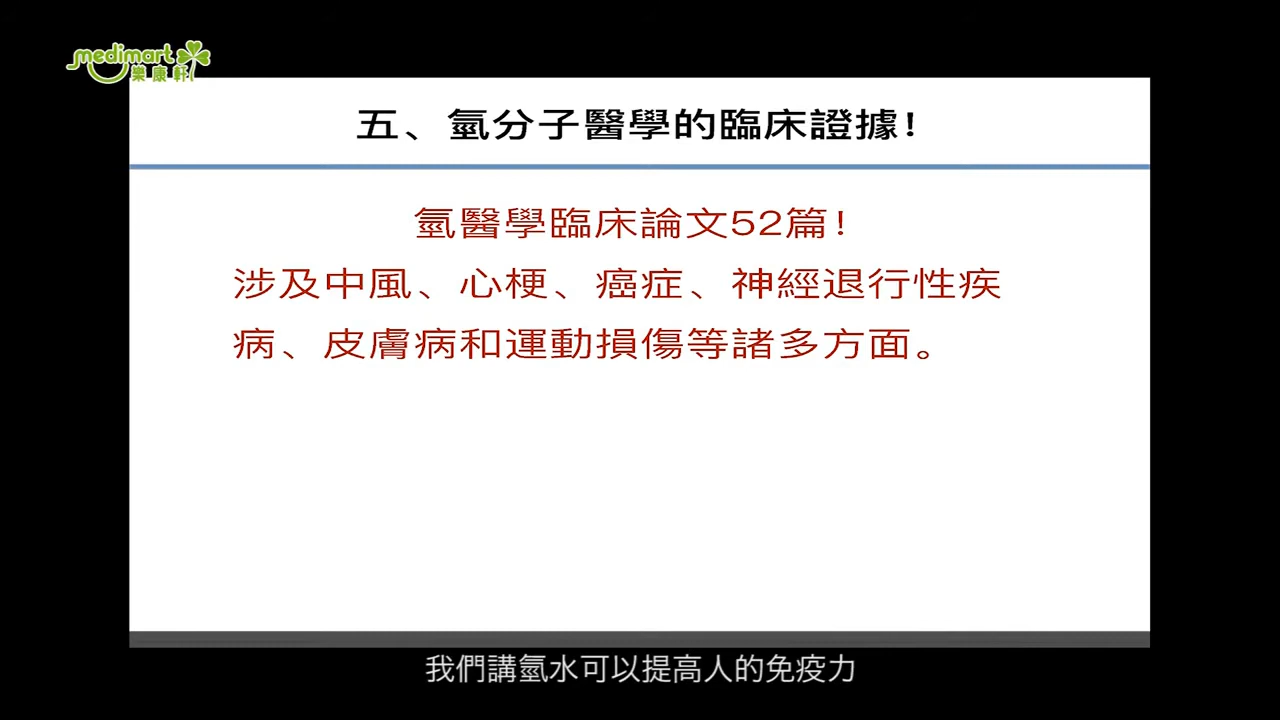 medimart
樂康軒
五、氫分子醫學的臨床證據!
氫醫學臨床論文52篇!
涉及中風、心梗、癌症、神經退行性疾
病、皮膚病和運動損傷等諸多方面。
我們講氫水可以提高人的免疫力